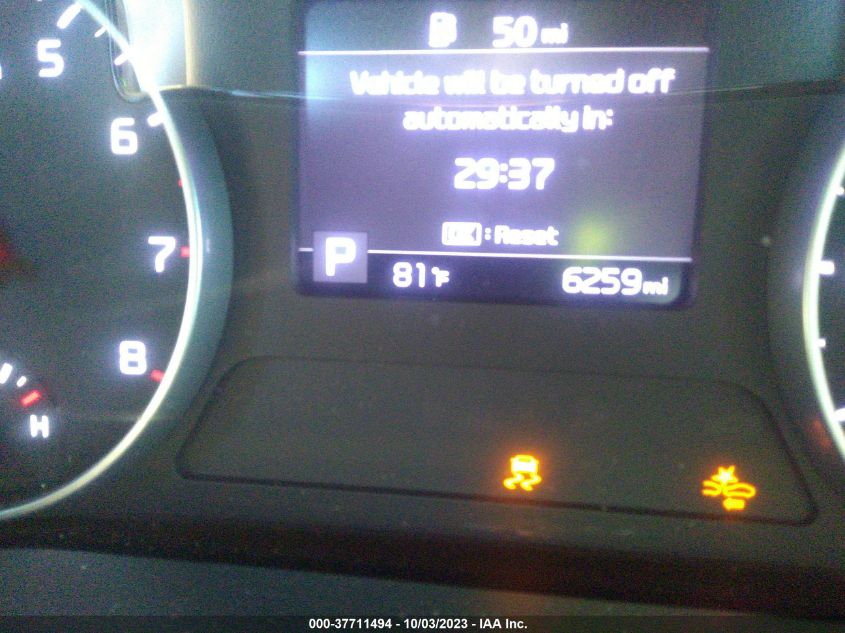 50 mi
5
Vehicle will be turned off
automatically in:
6
29:37
OK : Reset
7
P 81°F 6259 mi
8
H
000-37711494 - 10/03/2023 - IAA Inc.